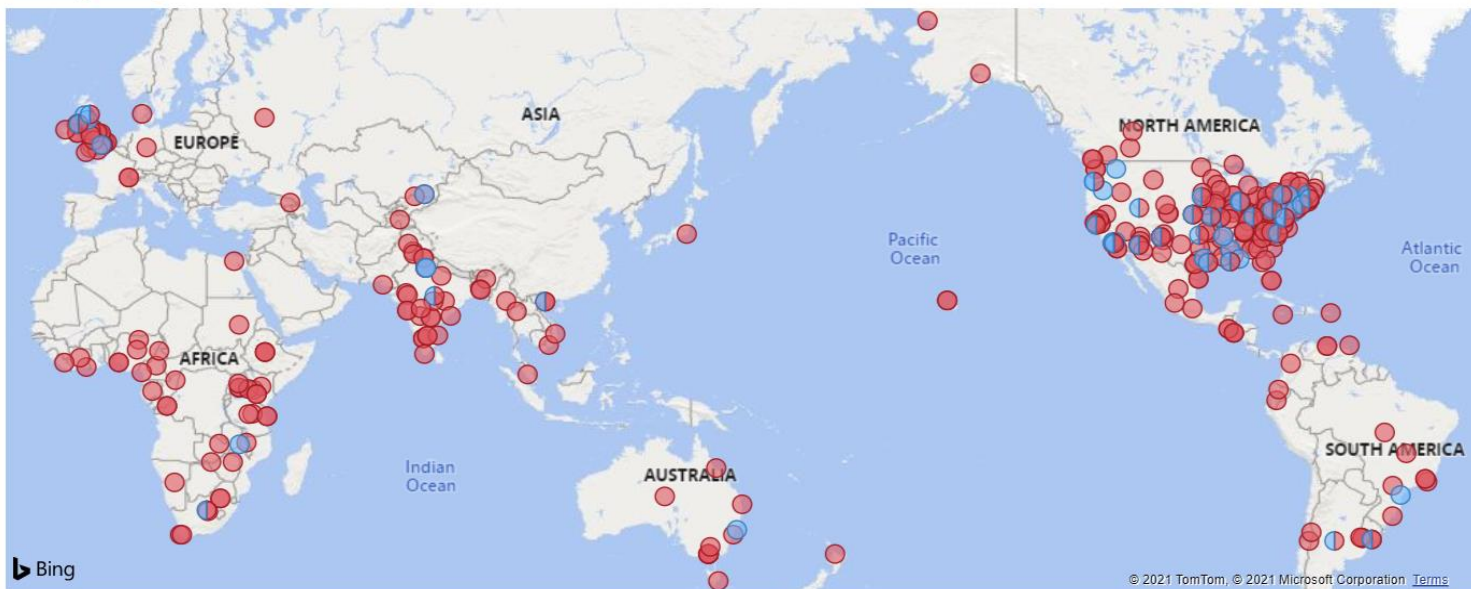 NORTH AMERICA
ASIA
EUROPE
Pacific
Ocean
Atlantic
Ocean
AFRICA
SOUTH AMERICA
Indian
Ocean
AUSTRALIA
Bing
© 2021 TomTom, © 2021 Microsoft Corporation Terms